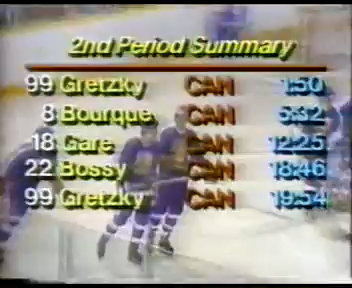 2nd Period Summary
99 Gretzky CAN 1:50
8 Bourque CAN 5:32
18 Gare CAN 12:25
22 Bossy CAN 18:46
99 Gretzky CAN 19:54